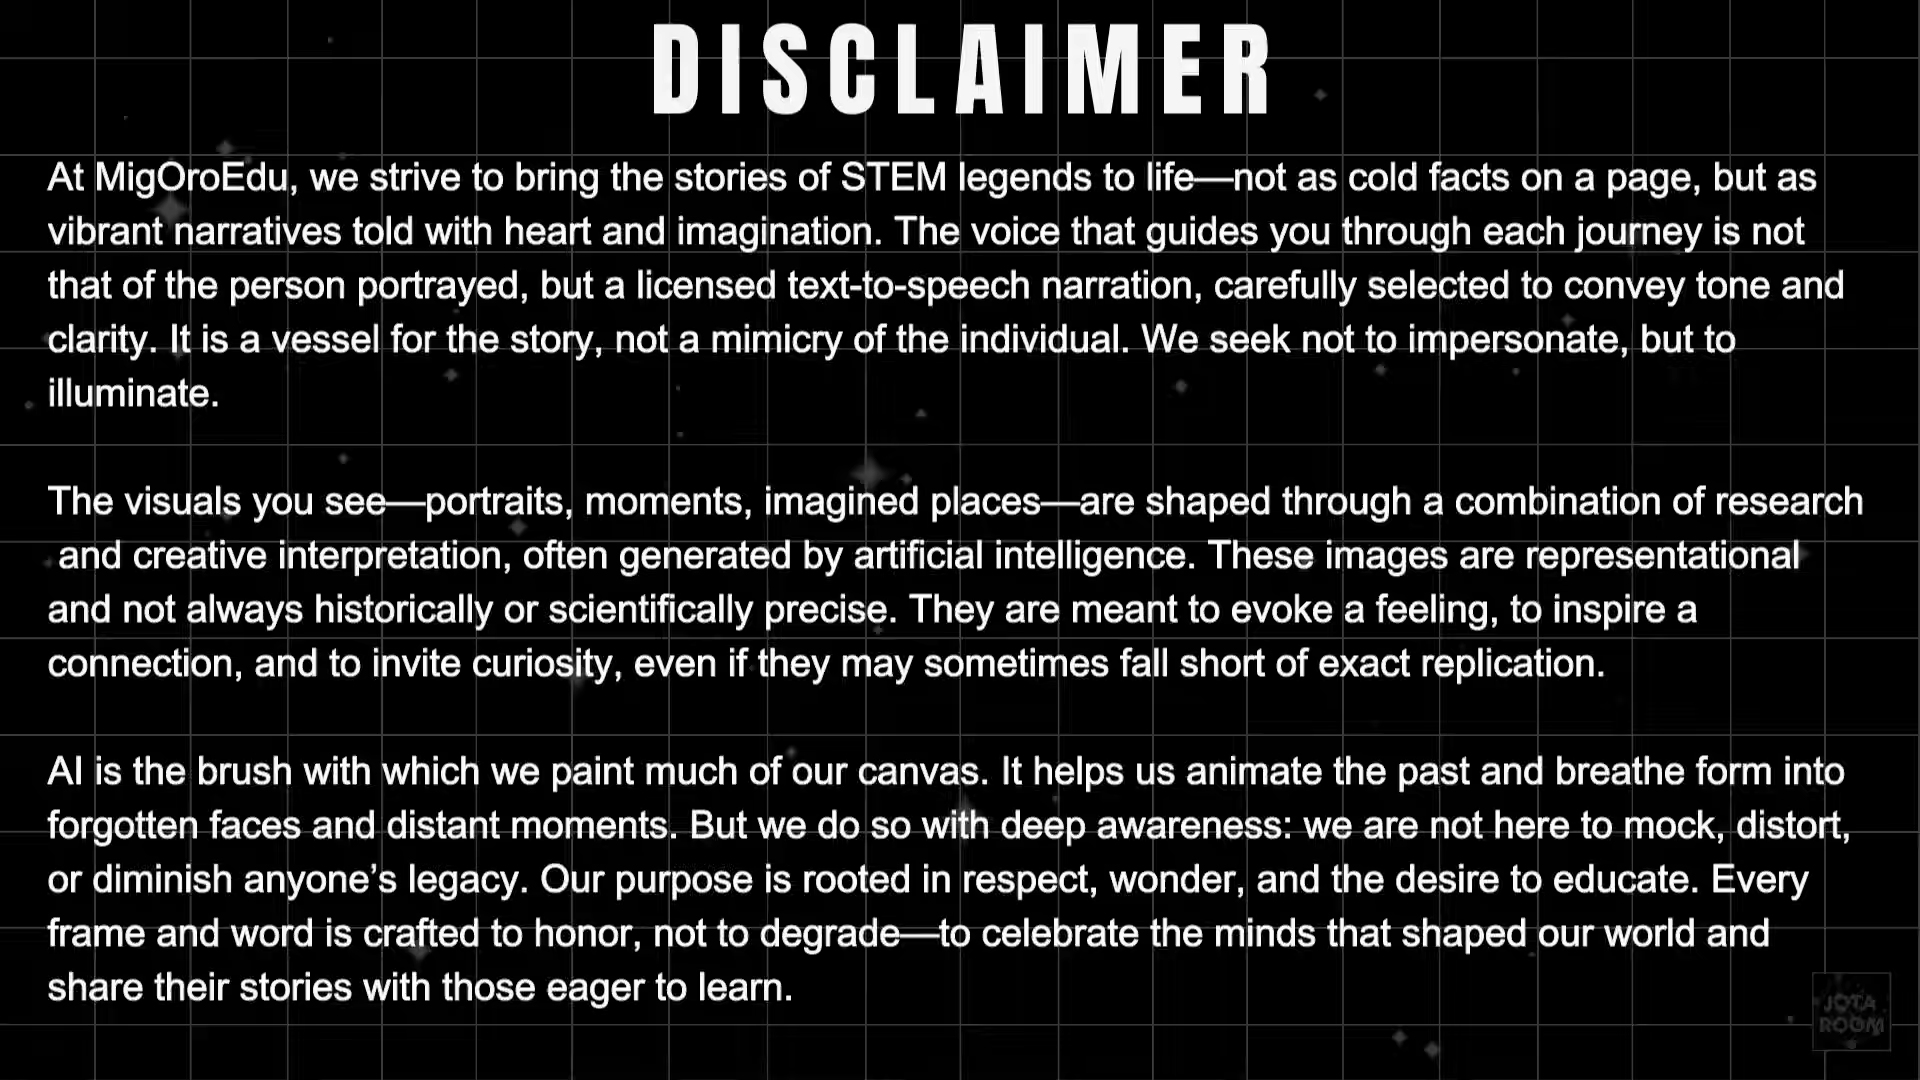 DISCLAIMER
At MigOroEdu, we strive to bring the stories of STEM legends to life—not as cold facts on a page, but as
vibrant narratives told with heart and imagination. The voice that guides you through each journey is not
that of the person portrayed, but a licensed text-to-speech narration, carefully selected to convey tone and
clarity. It is a vessel for the story, not a mimicry of the individual. We seek not to impersonate, but to
illuminate.
The visuals you see—portraits, moments, imagined places—are shaped through a combination of research
and creative interpretation, often generated by artificial intelligence. These images are representational
and not always historically or scientifically precise. They are meant to evoke a feeling, to inspire a
connection, and to invite curiosity, even if they may sometimes fall short of exact replication.
AI is the brush with which we paint much of our canvas. It helps us animate the past and breathe form into
forgotten faces and distant moments. But we do so with deep awareness: we are not here to mock, distort,
or diminish anyone’s legacy. Our purpose is rooted in respect, wonder, and the desire to educate. Every
frame and word is crafted to honor, not to degrade—to celebrate the minds that shaped our world and
share their stories with those eager to learn.
JOTA
ROOM